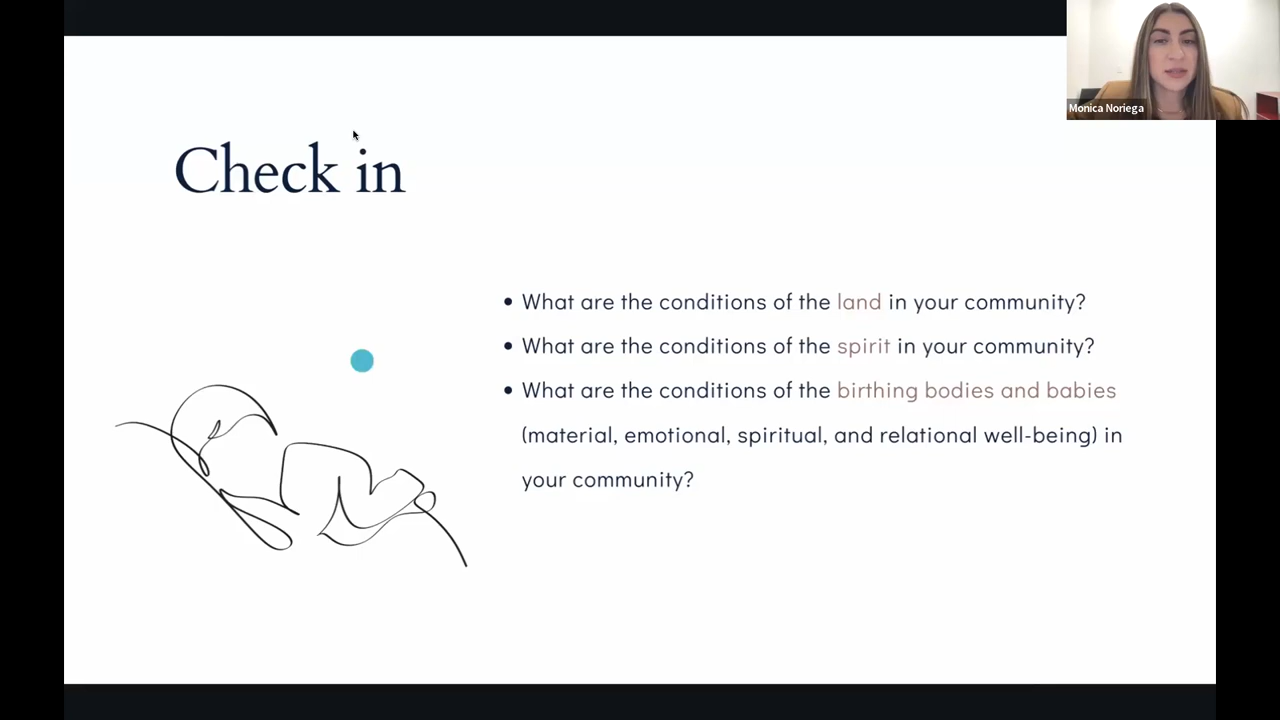 Monica Noriega
Check in
• What are the conditions of the land in your community?
• What are the conditions of the spirit in your community?
• What are the conditions of the birthing bodies and babies
(material, emotional, spiritual, and relational well-being) in
your community?